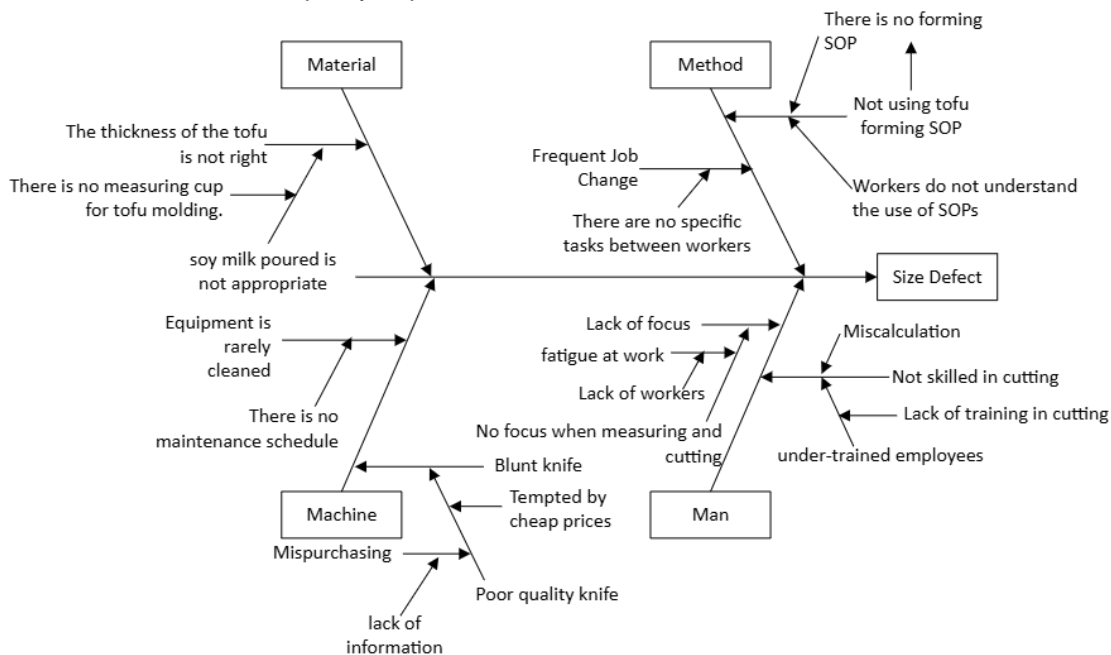 There is no forming
SOP
Material
Method
The thickness of the tofu
is not right
Not using tofu
forming SOP
Frequent Job
Change
There is no measuring cup
for tofu molding.
Workers do not understand
the use of SOPs
There are no specific
tasks between workers
soy milk poured is
not appropriate
Size Defect
Equipment is
rarely
cleaned
Lack of focus
Miscalculation
fatigue at work
Not skilled in cutting
Lack of workers
There is no
maintenance schedule
Lack of training in cutting
No focus when measuring and
cutting
under-trained employees
Blunt knife
Tempted by
cheap prices
Machine
Man
Mispurchasing
Poor quality knife
lack of
information